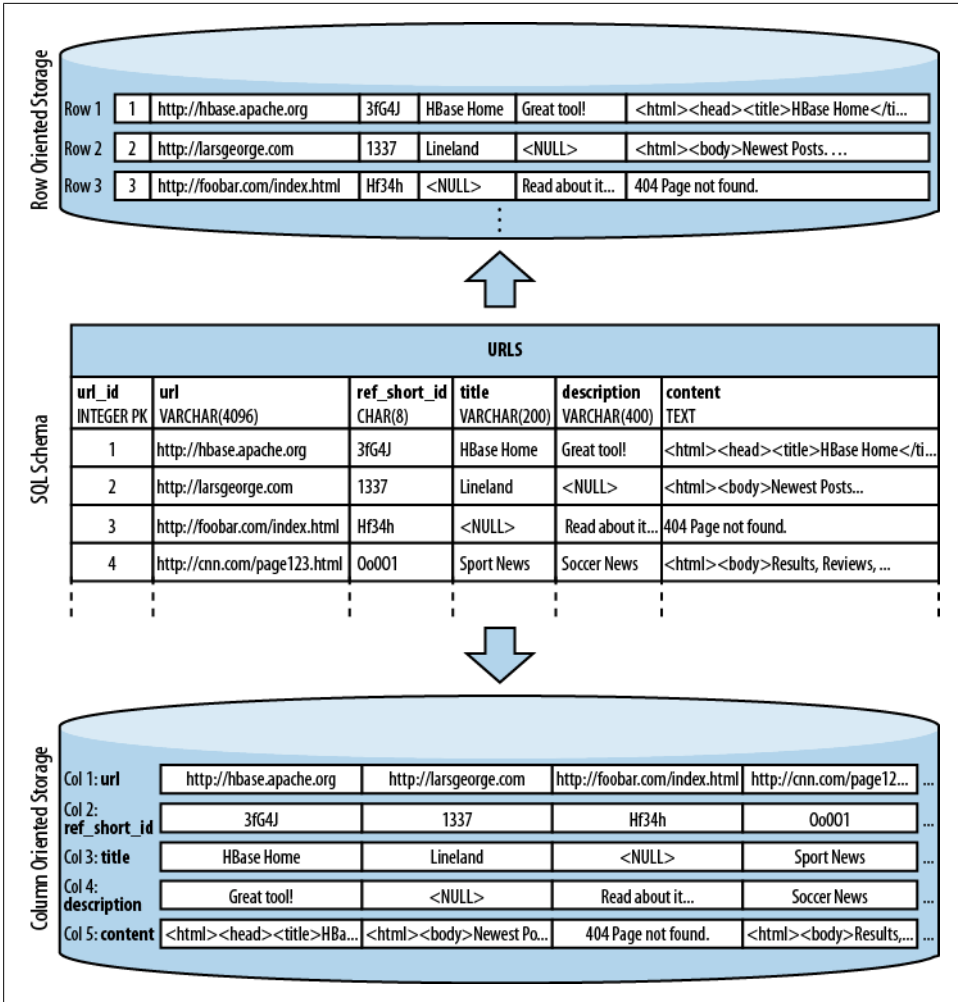 Row Oriented Storage
Row 1 1 http://hbase.apache.org 3fG4J HBase Home Great tool! <html><head><title>HBase Home</ti...
Row 2 2 http://larsgeorge.com 1337 Lineland <NULL> <html><body>Newest Posts. ...
Row 3 3 http://foobar.com/index.html Hf34h <NULL> Read about it... 404 Page not found.
SQL Schema
URLS
url_id url ref_short_id title description content
INTEGER PK VARCHAR(4096) CHAR(8) VARCHAR(200) VARCHAR(400) TEXT
1 http://hbase.apache.org 3fG4J HBase Home Great tool! <html><head><title>HBase Home</ti...
2 http://larsgeorge.com 1337 Lineland <NULL> <html><body>Newest Posts...
3 http://foobar.com/index.html Hf34h <NULL> Read about it... 404 Page not found.
4 http://cnn.com/page123.html Oo001 Sport News Soccer News <html><body>Results, Reviews, ...
Column Oriented Storage
Col 1: url http://hbase.apache.org http://larsgeorge.com http://foobar.com/index.html http://cnn.com/page12... ...
Col 2:
ref_short_id 3fG4J 1337 Hf34h Oo001 ...
Col 3: title HBase Home Lineland <NULL> Sport News ...
Col 4:
description Great tool! <NULL> Read about it... Soccer News ...
Col 5: content <html><head><title>HBa... <html><body>Newest Po... 404 Page not found. <html><body>Results,... ...